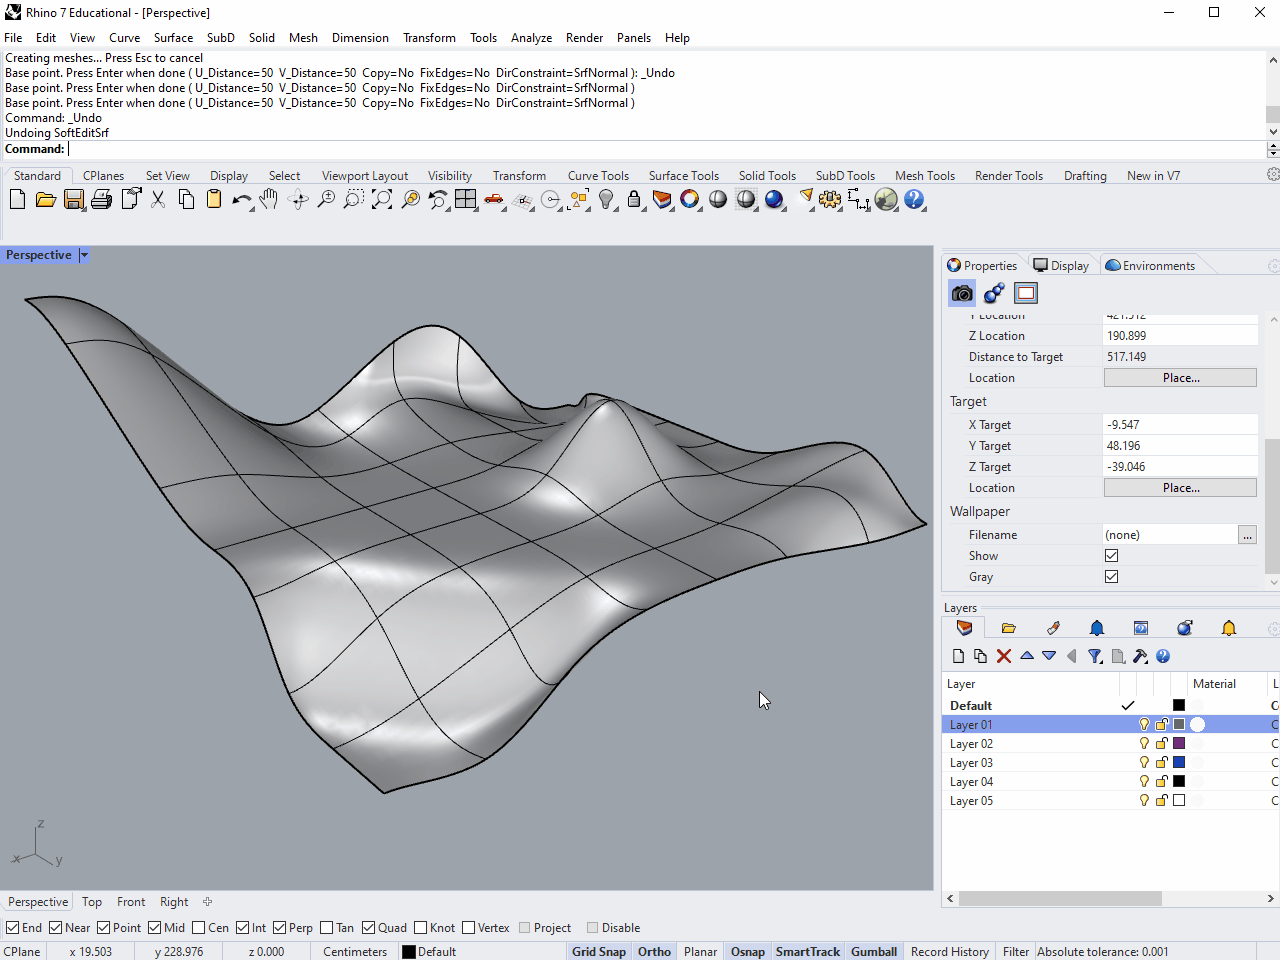 Rhino 7 Educational - [Perspective]
File Edit View Curve Surface SubD Solid Mesh Dimension Transform Tools Analyze Render Panels Help
Creating meshes... Press Esc to cancel
Base point. Press Enter when done ( U_Distance=50 V_Distance=50 Copy=No FixEdges=No DirConstraint=SrfNormal ): _Undo
Base point. Press Enter when done ( U_Distance=50 V_Distance=50 Copy=No FixEdges=No DirConstraint=SrfNormal )
Base point. Press Enter when done ( U_Distance=50 V_Distance=50 Copy=No FixEdges=No DirConstraint=SrfNormal )
Command: _Undo
Undoing SoftEditSrf
Command:
Standard CPlanes Set View Display Select Viewport Layout Visibility Transform Curve Tools Surface Tools Solid Tools SubD Tools Mesh Tools Render Tools Drafting New in V7
Perspective
Properties Display Environments
Y Location 421.512
Z Location 190.899
Distance to Target 517.149
Location Place...
Target
X Target -9.547
Y Target 48.196
Z Target -39.046
Location Place...
Wallpaper
Filename (none) ...
Show
Gray
Layers
Layer Material L
Default C
Layer 01 C
Layer 02 C
Layer 03 C
Layer 04 C
Layer 05 C
z
x y
Perspective Top Front Right
End Near Point Mid Cen Int Perp Tan Quad Knot Vertex Project Disable
CPlane x 19.503 y 228.976 z 0.000 Centimeters Default Grid Snap Ortho Planar Osnap SmartTrack Gumball Record History Filter Absolute tolerance: 0.001